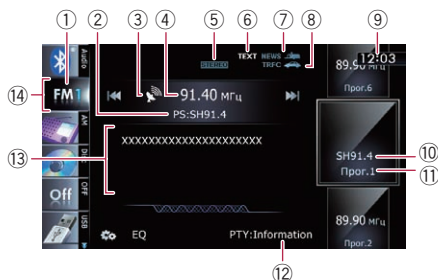 ① ② ③ ④ ⑤ ⑥ ⑦ ⑧ ⑨
TEXT NEWS
TRFC
12:03
Audio
FM1
AM
DISC
OFF
Off
USB
91.40 МГц
PS:SH91.4
XXXXXXXXXXXXXXXXXXXX
EQ
PTY:Information
89.90 МГц
Прог.6
SH91.4
Прог.1
89.90 МГц
Прог.2
⑩
⑪
⑫
⑬
⑭